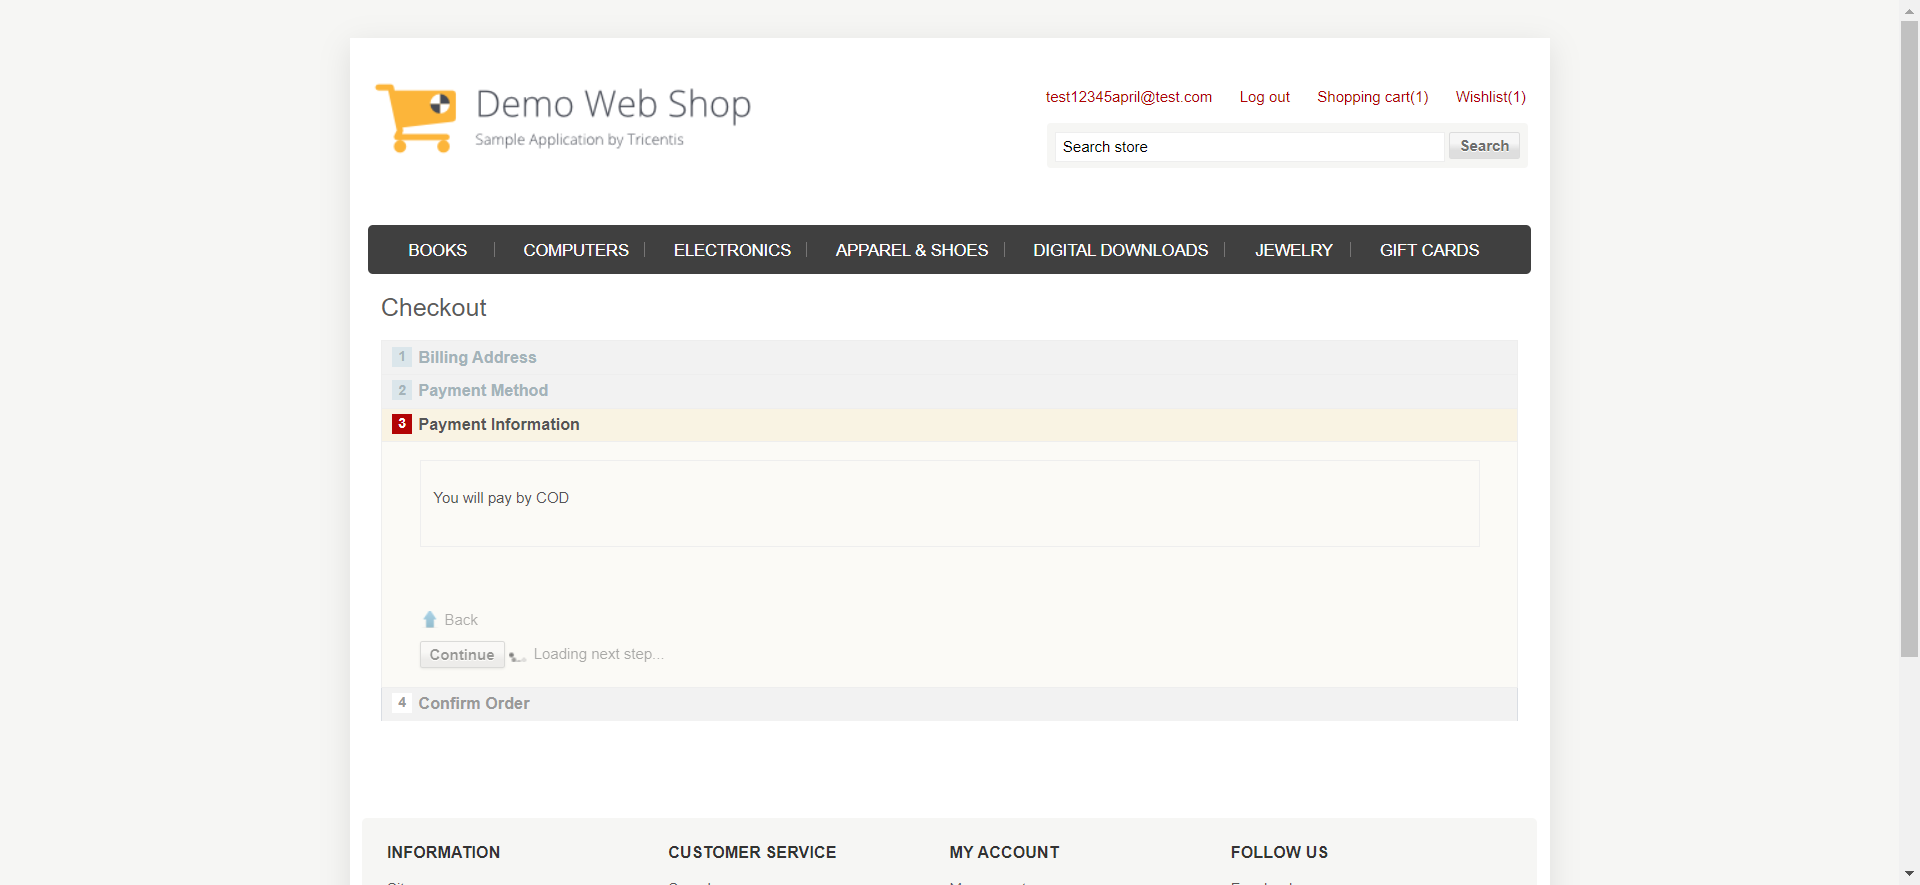 Demo Web Shop
Sample Application by Tricentis
test12345april@test.com Log out Shopping cart(1) Wishlist(1)
Search store Search
BOOKS COMPUTERS ELECTRONICS APPAREL & SHOES DIGITAL DOWNLOADS JEWELRY GIFT CARDS
Checkout
1 Billing Address
2 Payment Method
3 Payment Information
You will pay by COD
Back
Continue Loading next step...
4 Confirm Order
INFORMATION CUSTOMER SERVICE MY ACCOUNT FOLLOW US